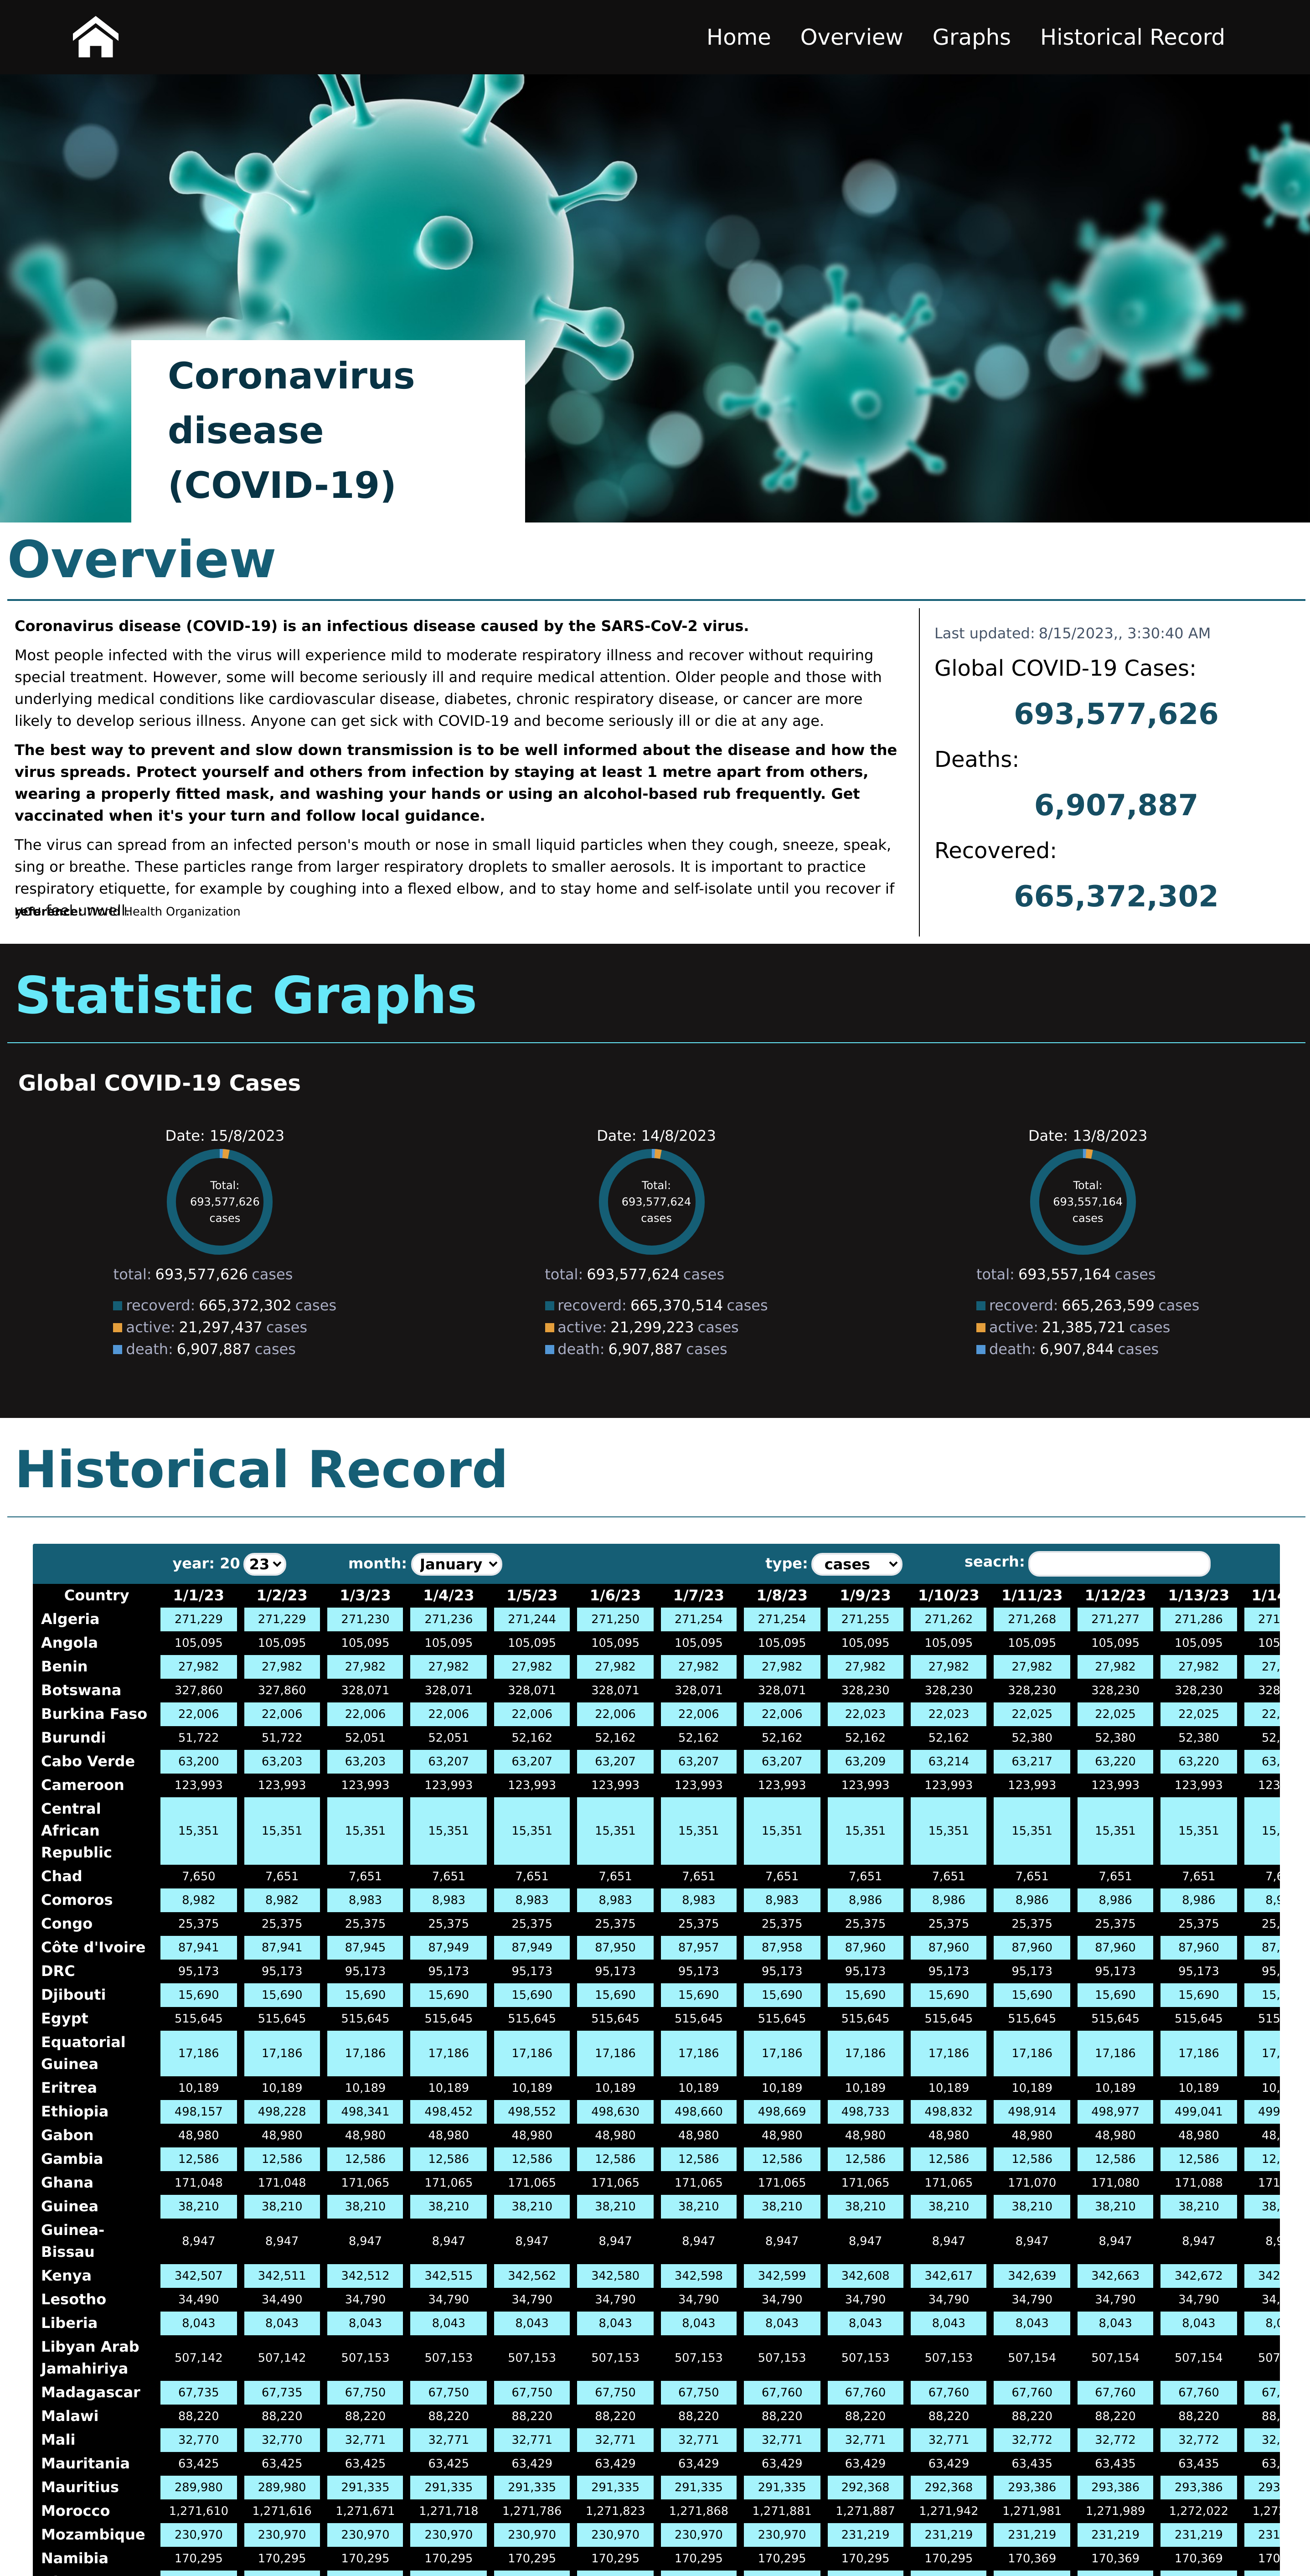 Home Overview Graphs Historical Record
Coronavirus
disease
(COVID-19)
Overview
Coronavirus disease (COVID-19) is an infectious disease caused by the SARS-CoV-2 virus.
Most people infected with the virus will experience mild to moderate respiratory illness and recover without requiring
special treatment. However, some will become seriously ill and require medical attention. Older people and those with
underlying medical conditions like cardiovascular disease, diabetes, chronic respiratory disease, or cancer are more
likely to develop serious illness. Anyone can get sick with COVID-19 and become seriously ill or die at any age.
The best way to prevent and slow down transmission is to be well informed about the disease and how the
virus spreads. Protect yourself and others from infection by staying at least 1 metre apart from others,
wearing a properly fitted mask, and washing your hands or using an alcohol-based rub frequently. Get
vaccinated when it's your turn and follow local guidance.
The virus can spread from an infected person's mouth or nose in small liquid particles when they cough, sneeze, speak,
sing or breathe. These particles range from larger respiratory droplets to smaller aerosols. It is important to practice
respiratory etiquette, for example by coughing into a flexed elbow, and to stay home and self-isolate until you recover if
you feel unwell.
reference: World Health Organization
Last updated: 8/15/2023,, 3:30:40 AM
Global COVID-19 Cases:
693,577,626
Deaths:
6,907,887
Recovered:
665,372,302
Statistic Graphs
Global COVID-19 Cases
Date: 15/8/2023
Total:
693,577,626
cases
total: 693,577,626 cases
recoverd: 665,372,302 cases
active: 21,297,437 cases
death: 6,907,887 cases
Date: 14/8/2023
Total:
693,577,624
cases
total: 693,577,624 cases
recoverd: 665,370,514 cases
active: 21,299,223 cases
death: 6,907,887 cases
Date: 13/8/2023
Total:
693,557,164
cases
total: 693,557,164 cases
recoverd: 665,263,599 cases
active: 21,385,721 cases
death: 6,907,844 cases
Historical Record
year: 20 23 month: January type: cases seacrh:
Country 1/1/23 1/2/23 1/3/23 1/4/23 1/5/23 1/6/23 1/7/23 1/8/23 1/9/23 1/10/23 1/11/23 1/12/23 1/13/23 1/14
Algeria 271,229 271,229 271,230 271,236 271,244 271,250 271,254 271,254 271,255 271,262 271,268 271,277 271,286 271
Angola 105,095 105,095 105,095 105,095 105,095 105,095 105,095 105,095 105,095 105,095 105,095 105,095 105,095 105
Benin 27,982 27,982 27,982 27,982 27,982 27,982 27,982 27,982 27,982 27,982 27,982 27,982 27,982 27,
Botswana 327,860 327,860 328,071 328,071 328,071 328,071 328,071 328,071 328,230 328,230 328,230 328,230 328,230 328
Burkina Faso 22,006 22,006 22,006 22,006 22,006 22,006 22,006 22,006 22,023 22,023 22,025 22,025 22,025 22,
Burundi 51,722 51,722 52,051 52,051 52,162 52,162 52,162 52,162 52,162 52,162 52,380 52,380 52,380 52,
Cabo Verde 63,200 63,203 63,203 63,207 63,207 63,207 63,207 63,207 63,209 63,214 63,217 63,220 63,220 63,
Cameroon 123,993 123,993 123,993 123,993 123,993 123,993 123,993 123,993 123,993 123,993 123,993 123,993 123,993 123
Central
African
Republic
15,351 15,351 15,351 15,351 15,351 15,351 15,351 15,351 15,351 15,351 15,351 15,351 15,351 15,
Chad 7,650 7,651 7,651 7,651 7,651 7,651 7,651 7,651 7,651 7,651 7,651 7,651 7,651 7,6
Comoros 8,982 8,982 8,983 8,983 8,983 8,983 8,983 8,983 8,986 8,986 8,986 8,986 8,986 8,9
Congo 25,375 25,375 25,375 25,375 25,375 25,375 25,375 25,375 25,375 25,375 25,375 25,375 25,375 25,
Côte d'Ivoire 87,941 87,941 87,945 87,949 87,949 87,950 87,957 87,958 87,960 87,960 87,960 87,960 87,960 87,
DRC 95,173 95,173 95,173 95,173 95,173 95,173 95,173 95,173 95,173 95,173 95,173 95,173 95,173 95,
Djibouti 15,690 15,690 15,690 15,690 15,690 15,690 15,690 15,690 15,690 15,690 15,690 15,690 15,690 15,
Egypt 515,645 515,645 515,645 515,645 515,645 515,645 515,645 515,645 515,645 515,645 515,645 515,645 515,645 515
Equatorial
Guinea
17,186 17,186 17,186 17,186 17,186 17,186 17,186 17,186 17,186 17,186 17,186 17,186 17,186 17,
Eritrea 10,189 10,189 10,189 10,189 10,189 10,189 10,189 10,189 10,189 10,189 10,189 10,189 10,189 10,
Ethiopia 498,157 498,228 498,341 498,452 498,552 498,630 498,660 498,669 498,733 498,832 498,914 498,977 499,041 499
Gabon 48,980 48,980 48,980 48,980 48,980 48,980 48,980 48,980 48,980 48,980 48,980 48,980 48,980 48,
Gambia 12,586 12,586 12,586 12,586 12,586 12,586 12,586 12,586 12,586 12,586 12,586 12,586 12,586 12,
Ghana 171,048 171,048 171,065 171,065 171,065 171,065 171,065 171,065 171,065 171,065 171,070 171,080 171,088 171
Guinea 38,210 38,210 38,210 38,210 38,210 38,210 38,210 38,210 38,210 38,210 38,210 38,210 38,210 38,
Guinea-
Bissau
8,947 8,947 8,947 8,947 8,947 8,947 8,947 8,947 8,947 8,947 8,947 8,947 8,947 8,9
Kenya 342,507 342,511 342,512 342,515 342,562 342,580 342,598 342,599 342,608 342,617 342,639 342,663 342,672 342
Lesotho 34,490 34,490 34,790 34,790 34,790 34,790 34,790 34,790 34,790 34,790 34,790 34,790 34,790 34,
Liberia 8,043 8,043 8,043 8,043 8,043 8,043 8,043 8,043 8,043 8,043 8,043 8,043 8,043 8,0
Libyan Arab
Jamahiriya
507,142 507,142 507,153 507,153 507,153 507,153 507,153 507,153 507,153 507,153 507,154 507,154 507,154 507
Madagascar 67,735 67,735 67,750 67,750 67,750 67,750 67,750 67,760 67,760 67,760 67,760 67,760 67,760 67,
Malawi 88,220 88,220 88,220 88,220 88,220 88,220 88,220 88,220 88,220 88,220 88,220 88,220 88,220 88,
Mali 32,770 32,770 32,771 32,771 32,771 32,771 32,771 32,771 32,771 32,771 32,772 32,772 32,772 32,
Mauritania 63,425 63,425 63,425 63,425 63,429 63,429 63,429 63,429 63,429 63,429 63,435 63,435 63,435 63,
Mauritius 289,980 289,980 291,335 291,335 291,335 291,335 291,335 291,335 292,368 292,368 293,386 293,386 293,386 293
Morocco 1,271,610 1,271,616 1,271,671 1,271,718 1,271,786 1,271,823 1,271,868 1,271,881 1,271,887 1,271,942 1,271,981 1,271,989 1,272,022 1,27
Mozambique 230,970 230,970 230,970 230,970 230,970 230,970 230,970 230,970 231,219 231,219 231,219 231,219 231,219 231
Namibia 170,295 170,295 170,295 170,295 170,295 170,295 170,295 170,295 170,295 170,369 170,369 170,369 170,369 170